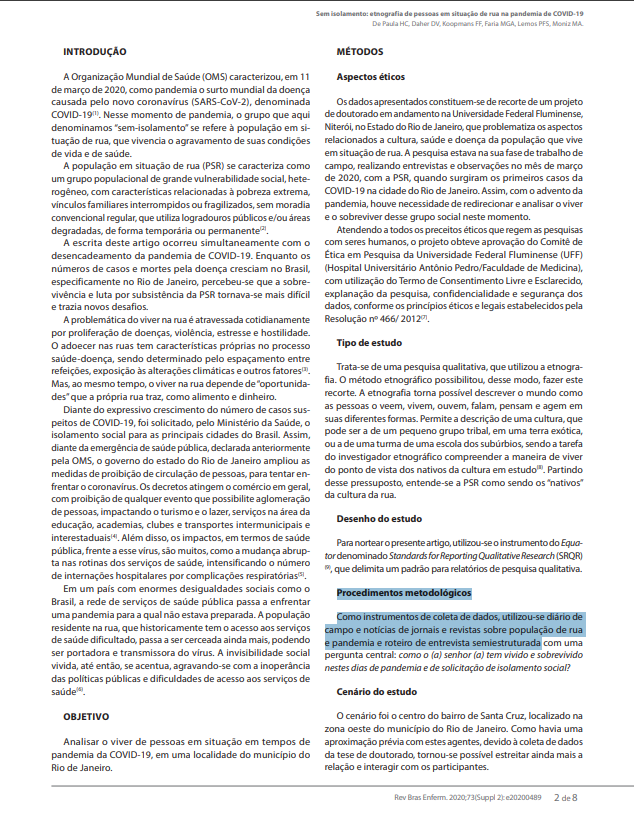 Sem isolamento: etnografia de pessoas em situação de rua na pandemia de COVID-19
De Paula HC, Daher DV, Koopmans FF, Faria MGA, Lemos PFS, Moniz MA.
INTRODUÇÃO
A Organização Mundial de Saúde (OMS) caracterizou, em 11
de março de 2020, como pandemia o surto mundial da doença
causada pelo novo coronavírus (SARS-CoV-2), denominada
COVID-19(1). Nesse momento de pandemia, o grupo que aqui
denominamos “sem-isolamento” se refere à população em si-
tuação de rua, que vivencia o agravamento de suas condições
de vida e de saúde.
A população em situação de rua (PSR) se caracteriza como
um grupo populacional de grande vulnerabilidade social, hete-
rogêneo, com características relacionadas à pobreza extrema,
vínculos familiares interrompidos ou fragilizados, sem moradia
convencional regular, que utiliza logradouros públicos e/ou áreas
degradadas, de forma temporária ou permanente(2).
A escrita deste artigo ocorreu simultaneamente com o
desencadeamento da pandemia de COVID-19. Enquanto os
números de casos e mortes pela doença cresciam no Brasil,
especificamente no Rio de Janeiro, percebeu-se que a sobre-
vivência e luta por subsistência da PSR tornava-se mais difícil
e trazia novos desafios.
A problemática do viver na rua é atravessada cotidianamente
por proliferação de doenças, violência, estresse e hostilidade.
O adoecer nas ruas tem características próprias no processo
saúde-doença, sendo determinado pelo espaçamento entre
refeições, exposição às alterações climáticas e outros fatores(3).
Mas, ao mesmo tempo, o viver na rua depende de “oportunida-
des” que a própria rua traz, como alimento e dinheiro.
Diante do expressivo crescimento do número de casos sus-
peitos de COVID-19, foi solicitado, pelo Ministério da Saúde, o
isolamento social para as principais cidades do Brasil. Assim,
diante da emergência de saúde pública, declarada anteriormente
pela OMS, o governo do estado do Rio de Janeiro ampliou as
medidas de proibição de circulação de pessoas, para tentar en-
frentar o coronavírus. Os decretos atingem o comércio em geral,
com proibição de qualquer evento que possibilite aglomeração
de pessoas, impactando o turismo e o lazer, serviços na área da
educação, academias, clubes e transportes intermunicipais e
interestaduais(4). Além disso, os impactos, em termos de saúde
pública, frente a esse vírus, são muitos, como a mudança abrup-
ta nas rotinas dos serviços de saúde, intensificando o número
de internações hospitalares por complicações respiratórias(5).
Em um país com enormes desigualdades sociais como o
Brasil, a rede de serviços de saúde pública passa a enfrentar
uma pandemia para a qual não estava preparada. A população
residente na rua, que historicamente tem o acesso aos serviços
de saúde dificultado, passa a ser cerceada ainda mais, podendo
ser portadora e transmissora do vírus. A invisibilidade social
vivida, até então, se acentua, agravando-se com a inoperância
das políticas públicas e dificuldades de acesso aos serviços de
saúde(6).
OBJETIVO
Analisar o viver de pessoas em situação em tempos de
pandemia da COVID-19, em uma localidade do município do
Rio de Janeiro.
MÉTODOS
Aspectos éticos
Os dados apresentados constituem-se de recorte de um projeto
de doutorado em andamento na Universidade Federal Fluminense,
Niterói, no Estado do Rio de Janeiro, que problematiza os aspectos
relacionados a cultura, saúde e doença da população que vive
em situação de rua. A pesquisa estava na sua fase de trabalho de
campo, realizando entrevistas e observações no mês de março
de 2020, com a PSR, quando surgiram os primeiros casos da
COVID-19 na cidade do Rio de Janeiro. Assim, com o advento da
pandemia, houve necessidade de redirecionar e analisar o viver
e o sobreviver desse grupo social neste momento.
Atendendo a todos os preceitos éticos que regem as pesquisas
com seres humanos, o projeto obteve aprovação do Comitê de
Ética em Pesquisa da Universidade Federal Fluminense (UFF)
(Hospital Universitário Antônio Pedro/Faculdade de Medicina),
com utilização do Termo de Consentimento Livre e Esclarecido,
explanação da pesquisa, confidencialidade e segurança dos
dados, conforme os princípios éticos e legais estabelecidos pela
Resolução nº 466/ 2012(7).
Tipo de estudo
Trata-se de uma pesquisa qualitativa, que utilizou a etnogra-
fia. O método etnográfico possibilitou, desse modo, fazer este
recorte. A etnografia torna possível descrever o mundo como
as pessoas o veem, vivem, ouvem, falam, pensam e agem em
suas diferentes formas. Permite a descrição de uma cultura, que
pode ser a de um pequeno grupo tribal, em uma terra exótica,
ou a de uma turma de uma escola dos subúrbios, sendo a tarefa
do investigador etnográfico compreender a maneira de viver
do ponto de vista dos nativos da cultura em estudo(8). Partindo
desse pressuposto, entende-se a PSR como sendo os “nativos”
da cultura da rua.
Desenho do estudo
Para nortear o presente artigo, utilizou-se o instrumento do Equa-
tor denominado Standards for Reporting Qualitative Research (SRQR)
(9), que delimita um padrão para relatórios de pesquisa qualitativa.
Procedimentos metodológicos
Como instrumentos de coleta de dados, utilizou-se diário de
campo e notícias de jornais e revistas sobre população de rua
e pandemia e roteiro de entrevista semiestruturada com uma
pergunta central: como o (a) senhor (a) tem vivido e sobrevivido
nestes dias de pandemia e de solicitação de isolamento social?
Cenário do estudo
O cenário foi o centro do bairro de Santa Cruz, localizado na
zona oeste do município do Rio de Janeiro. Como havia uma
aproximação prévia com estes agentes, devido à coleta de dados
da tese de doutorado, tornou-se possível estreitar ainda mais a
relação e interagir com os participantes.
Rev Bras Enferm. 2020;73(Suppl 2): e20200489 2 de 8